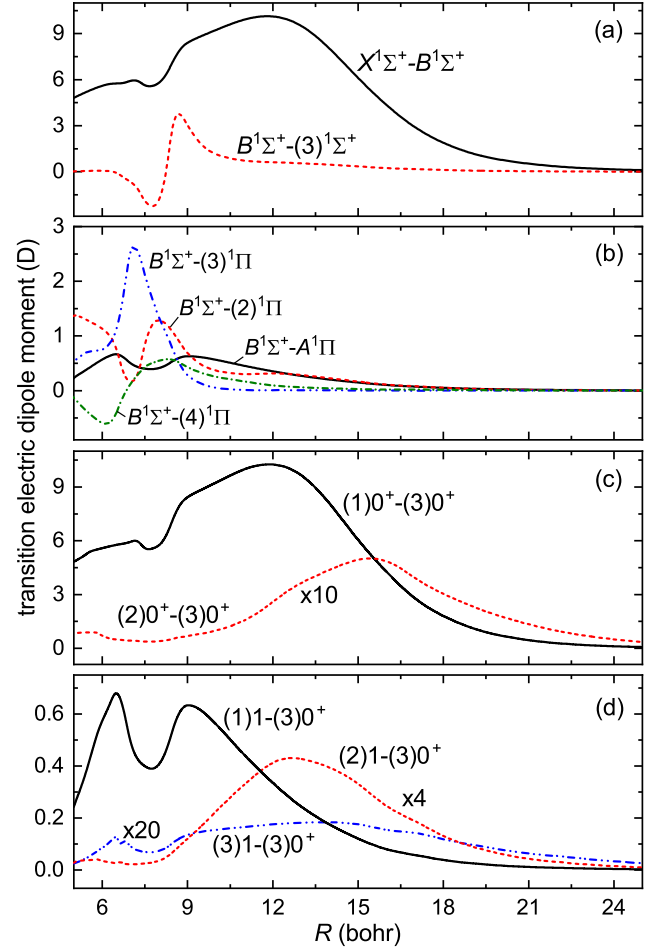 transition electric dipole moment (D)
(a)
9
6
3
0
X¹Σ⁺-B¹Σ⁺
B¹Σ⁺-(3)¹Σ⁺
(b)
3
2
1
0
B¹Σ⁺-(3)¹Π
B¹Σ⁺-(2)¹Π
B¹Σ⁺-A¹Π
B¹Σ⁺-(4)¹Π
(c)
9
6
3
0
(1)0⁺-(3)0⁺
x10
(2)0⁺-(3)0⁺
(d)
0.6
0.4
0.2
0.0
(1)1-(3)0⁺
(2)1-(3)0⁺
x4
x20
(3)1-(3)0⁺
6 9 12 15 18 21 24
R (bohr)